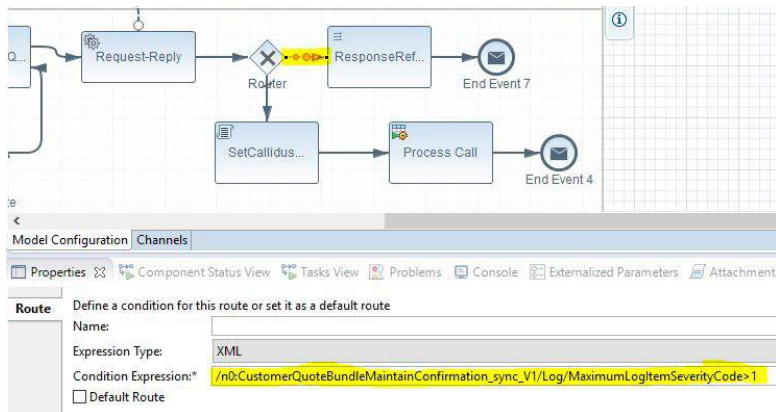 Q...
Request-Reply
ResponseRef...
Router
End Event 7
SetCallidus...
Process Call
End Event 4
te
Model Configuration
Channels
Properties
Component Status View
Tasks View
Problems
Console
Externalized Parameters
Attachment
Route
Define a condition for this route or set it as a default route
Name:
Expression Type:
XML
Condition Expression:*
/n0:CustomerQuoteBundleMaintainConfirmation_sync_V1/Log/MaximumLogItemSeverityCode>1
Default Route